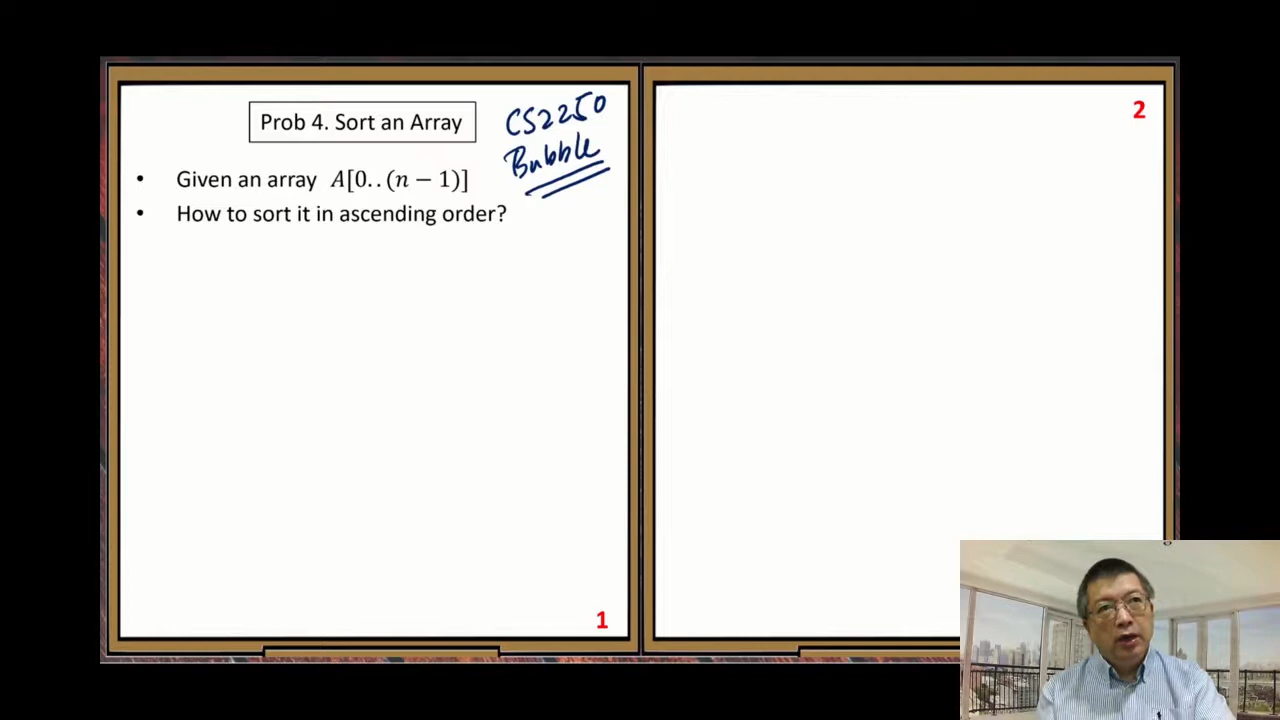 Prob 4. Sort an Array
CS2250
Bubble
• Given an array A[0..(n − 1)]
• How to sort it in ascending order?
1
2